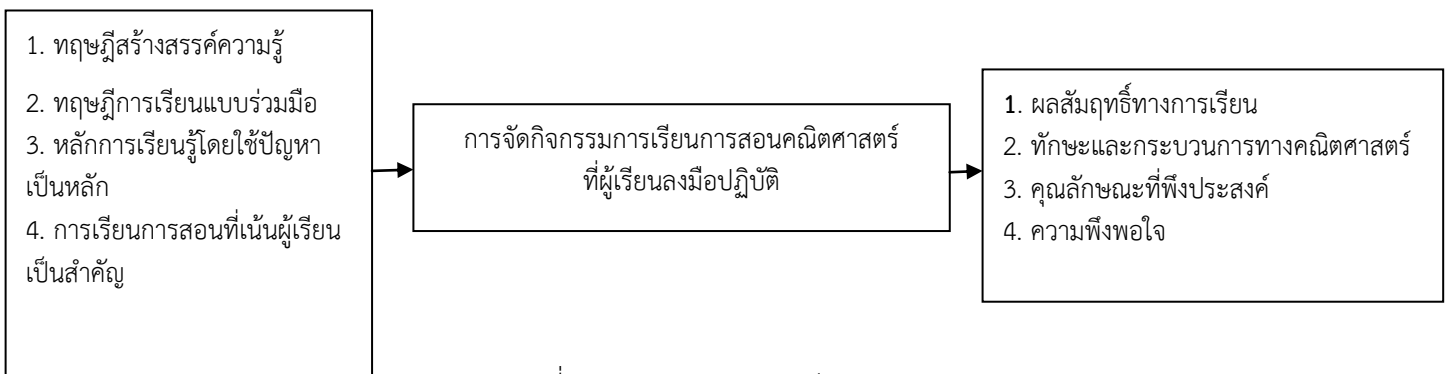 1. ทฤษฎีสร้างสรรค์ความรู้
2. ทฤษฎีการเรียนแบบร่วมมือ
3. หลักการเรียนรู้โดยใช้ปัญหา
เป็นหลัก
4. การเรียนการสอนที่เน้นผู้เรียน
เป็นสำคัญ
การจัดกิจกรรมการเรียนการสอนคณิตศาสตร์
ที่ผู้เรียนลงมือปฏิบัติ
1. ผลสัมฤทธิ์ทางการเรียน
2. ทักษะและกระบวนการทางคณิตศาสตร์
3. คุณลักษณะที่พึงประสงค์
4. ความพึงพอใจ